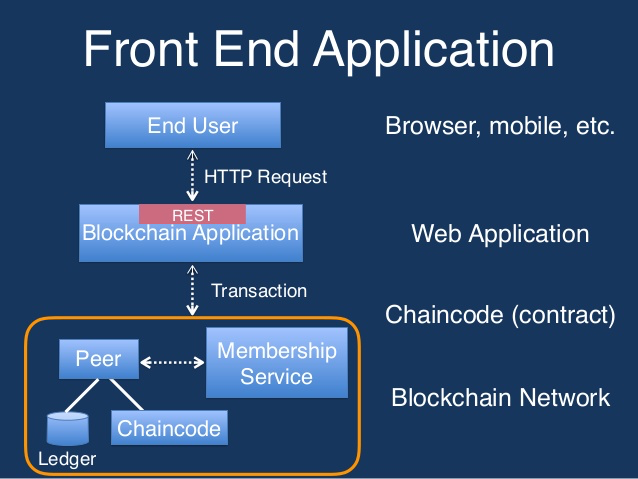 Front End Application
End User
Browser, mobile, etc.
HTTP Request
REST
Blockchain Application
Web Application
Transaction
Chaincode (contract)
Peer
Membership
Service
Blockchain Network
Chaincode
Ledger